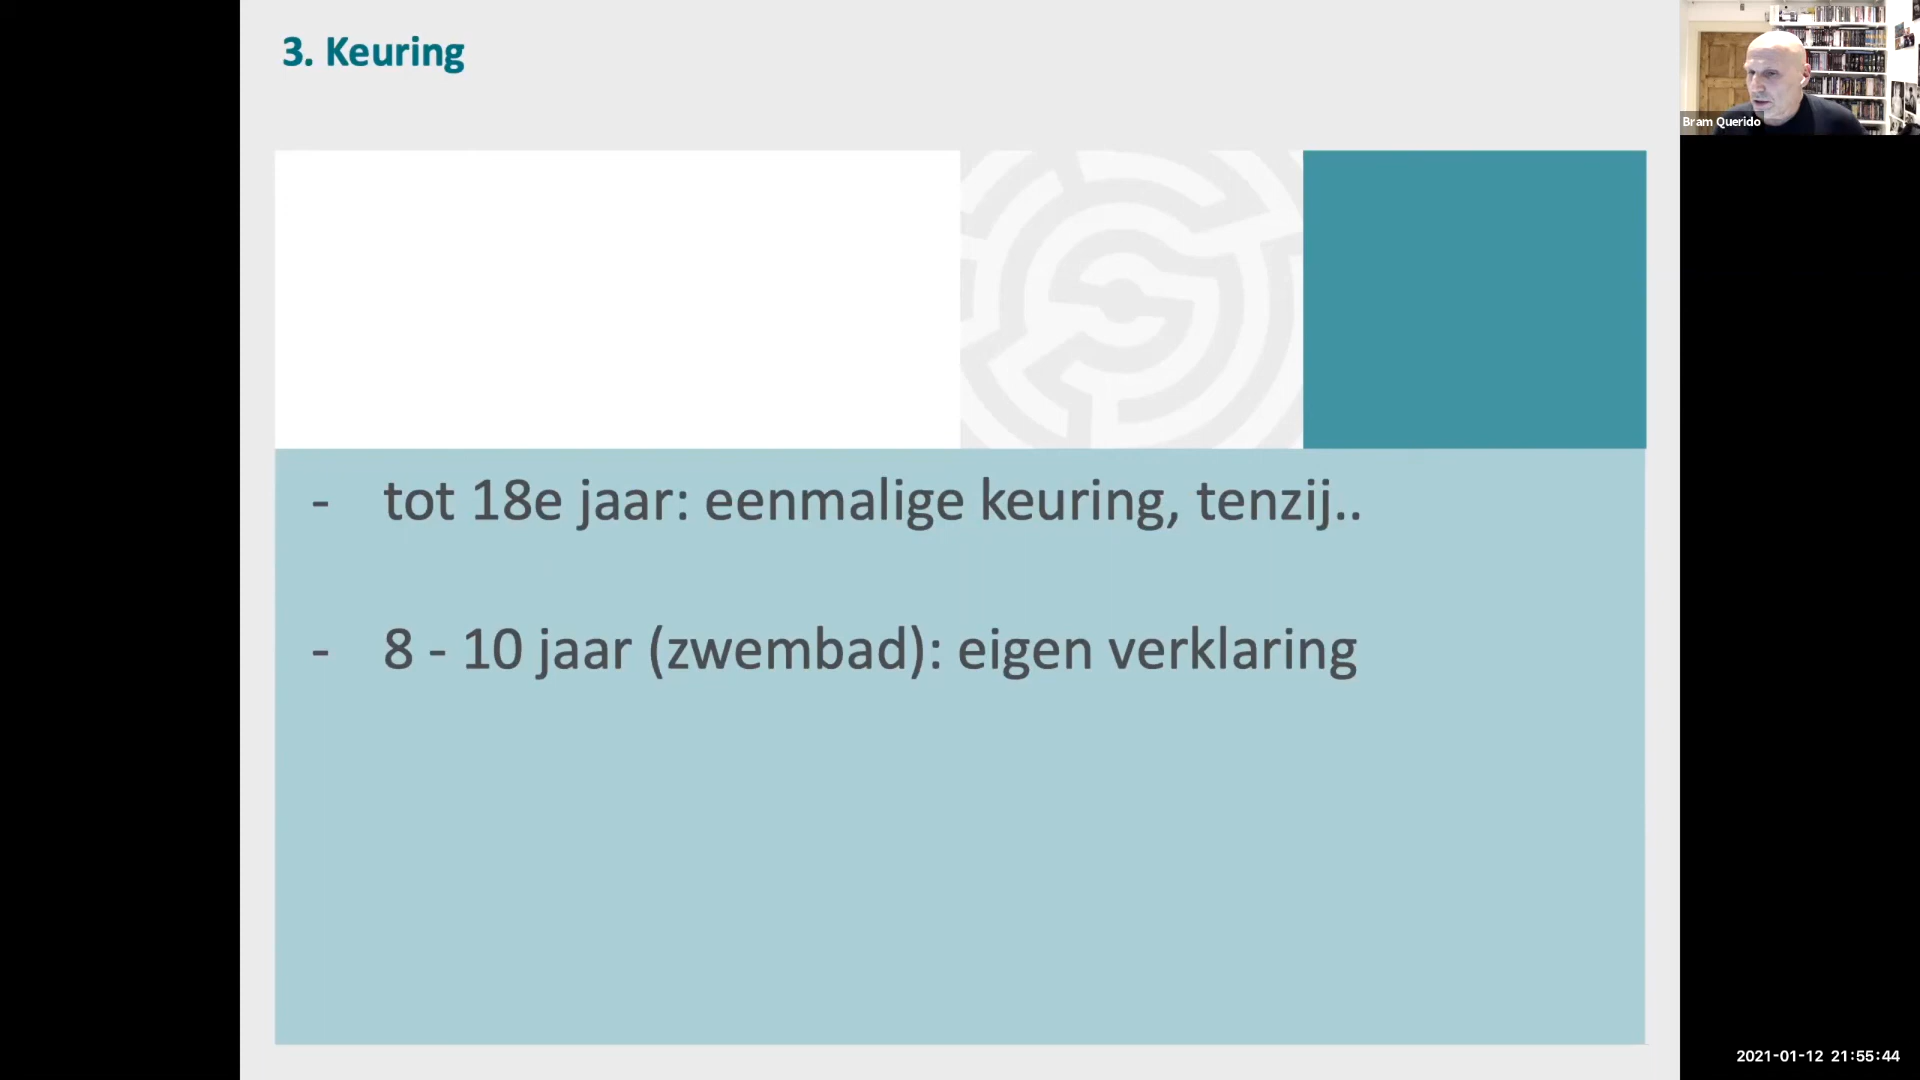 3. Keuring
Bram Querido
- tot 18e jaar: eenmalige keuring, tenzij..
- 8 - 10 jaar (zwembad): eigen verklaring
2021-01-12 21:55:44